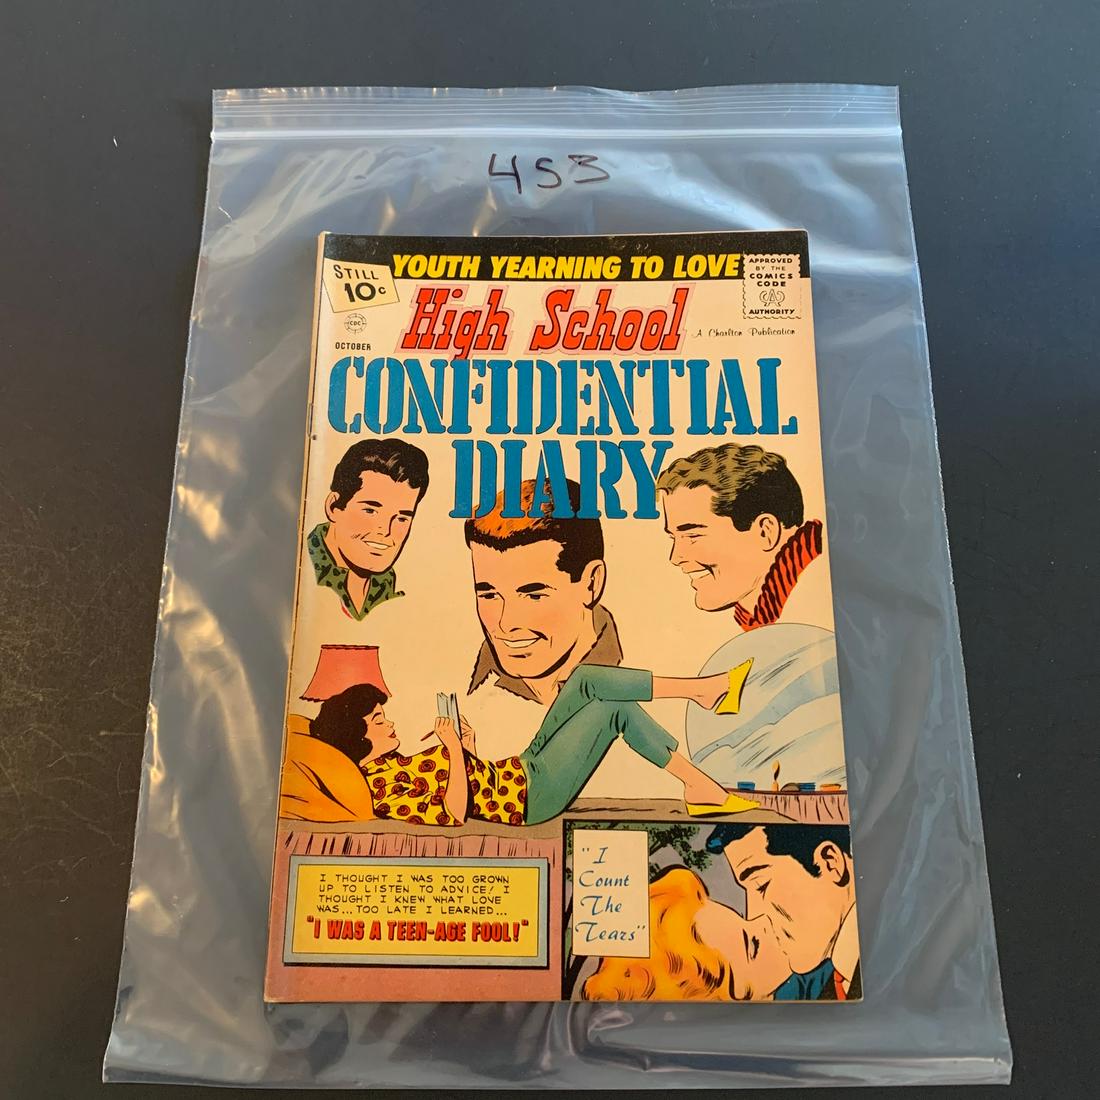 453
YOUTH YEARNING TO LOVE
STILL
10c
APPROVED
BY THE
COMICS
CODE
CA
AUTHORITY
CDC
OCTOBER
High School
A Charlton Publication
CONFIDENTIAL
DIARY
I THOUGHT I WAS TOO GROWN
UP TO LISTEN TO ADVICE! I
THOUGHT I KNEW WHAT LOVE
WAS... TOO LATE I LEARNED...
"I WAS A TEEN-AGE FOOL!"
"I
Count
The
Tears"